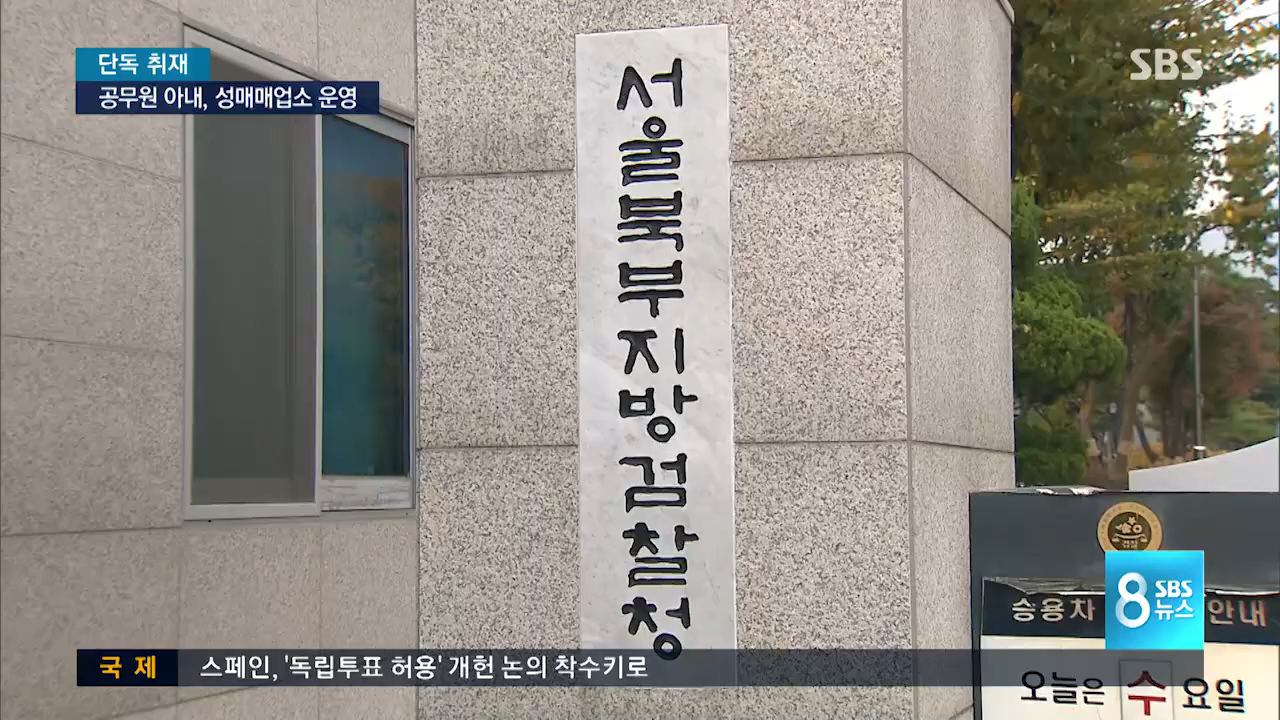 단독 취재
공무원 아내, 성매매업소 운영
SBS
서울북부지방검찰청
승용차
안내
8 SBS 뉴스
오늘은 수요일
국 제
스페인, '독립투표 허용' 개헌 논의 착수키로